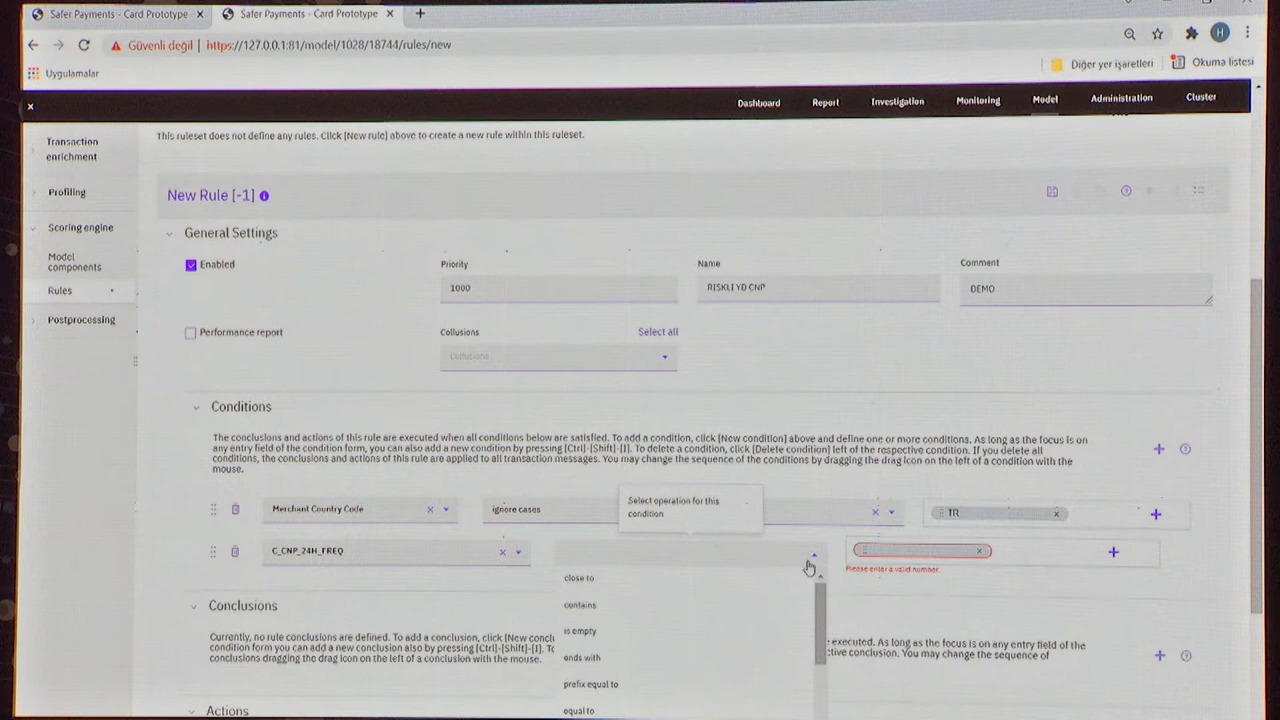 Safer Payments - Card Prototype
Safer Payments - Card Prototype
Güvenli değil | https://127.0.0.1:81/model/1028/18744/rules/new
H
Uygulamalar
Diğer yer işaretleri
Okuma listesi
Dashboard
Report
Investigation
Monitoring
Model
Administration
Cluster
Transaction
enrichment
Profiling
Scoring engine
Model
components
Rules
Postprocessing
This ruleset does not define any rules. Click [New rule] above to create a new rule within this ruleset.
New Rule [-1]
General Settings
Enabled
Priority
1000
Name
RISKLI YD CNP
Comment
DEMO
Performance report
Collusions
Select all
Collusions
Conditions
The conclusions and actions of this rule are executed when all conditions below are satisfied. To add a condition, click [New condition] above and define one or more conditions. As long as the focus is on
any entry field of the condition form, you can also add a new condition by pressing [Ctrl]-[Shift]-[I]. To delete a condition, click [Delete condition] left of the respective condition. If you delete all
conditions, the conclusions and actions of this rule are applied to all transaction messages. You may change the sequence of the conditions by dragging the drag icon on the left of a condition with the
mouse.
Merchant Country Code
ignore cases
Select operation for this
condition
TR
C_CNP_24H_FREQ
Please enter a valid number.
close to
contains
is empty
ends with
prefix equal to
equal to
Conclusions
Currently, no rule conclusions are defined. To add a conclusion, click [New concl
executed. As long as the focus is on any entry field of the
condition form you can add a new conclusion also by pressing [Ctrl]-[Shift]-[I]. To
ctive conclusion. You may change the sequence of
conclusions dragging the drag icon on the left of a conclusion with the mouse.
Actions